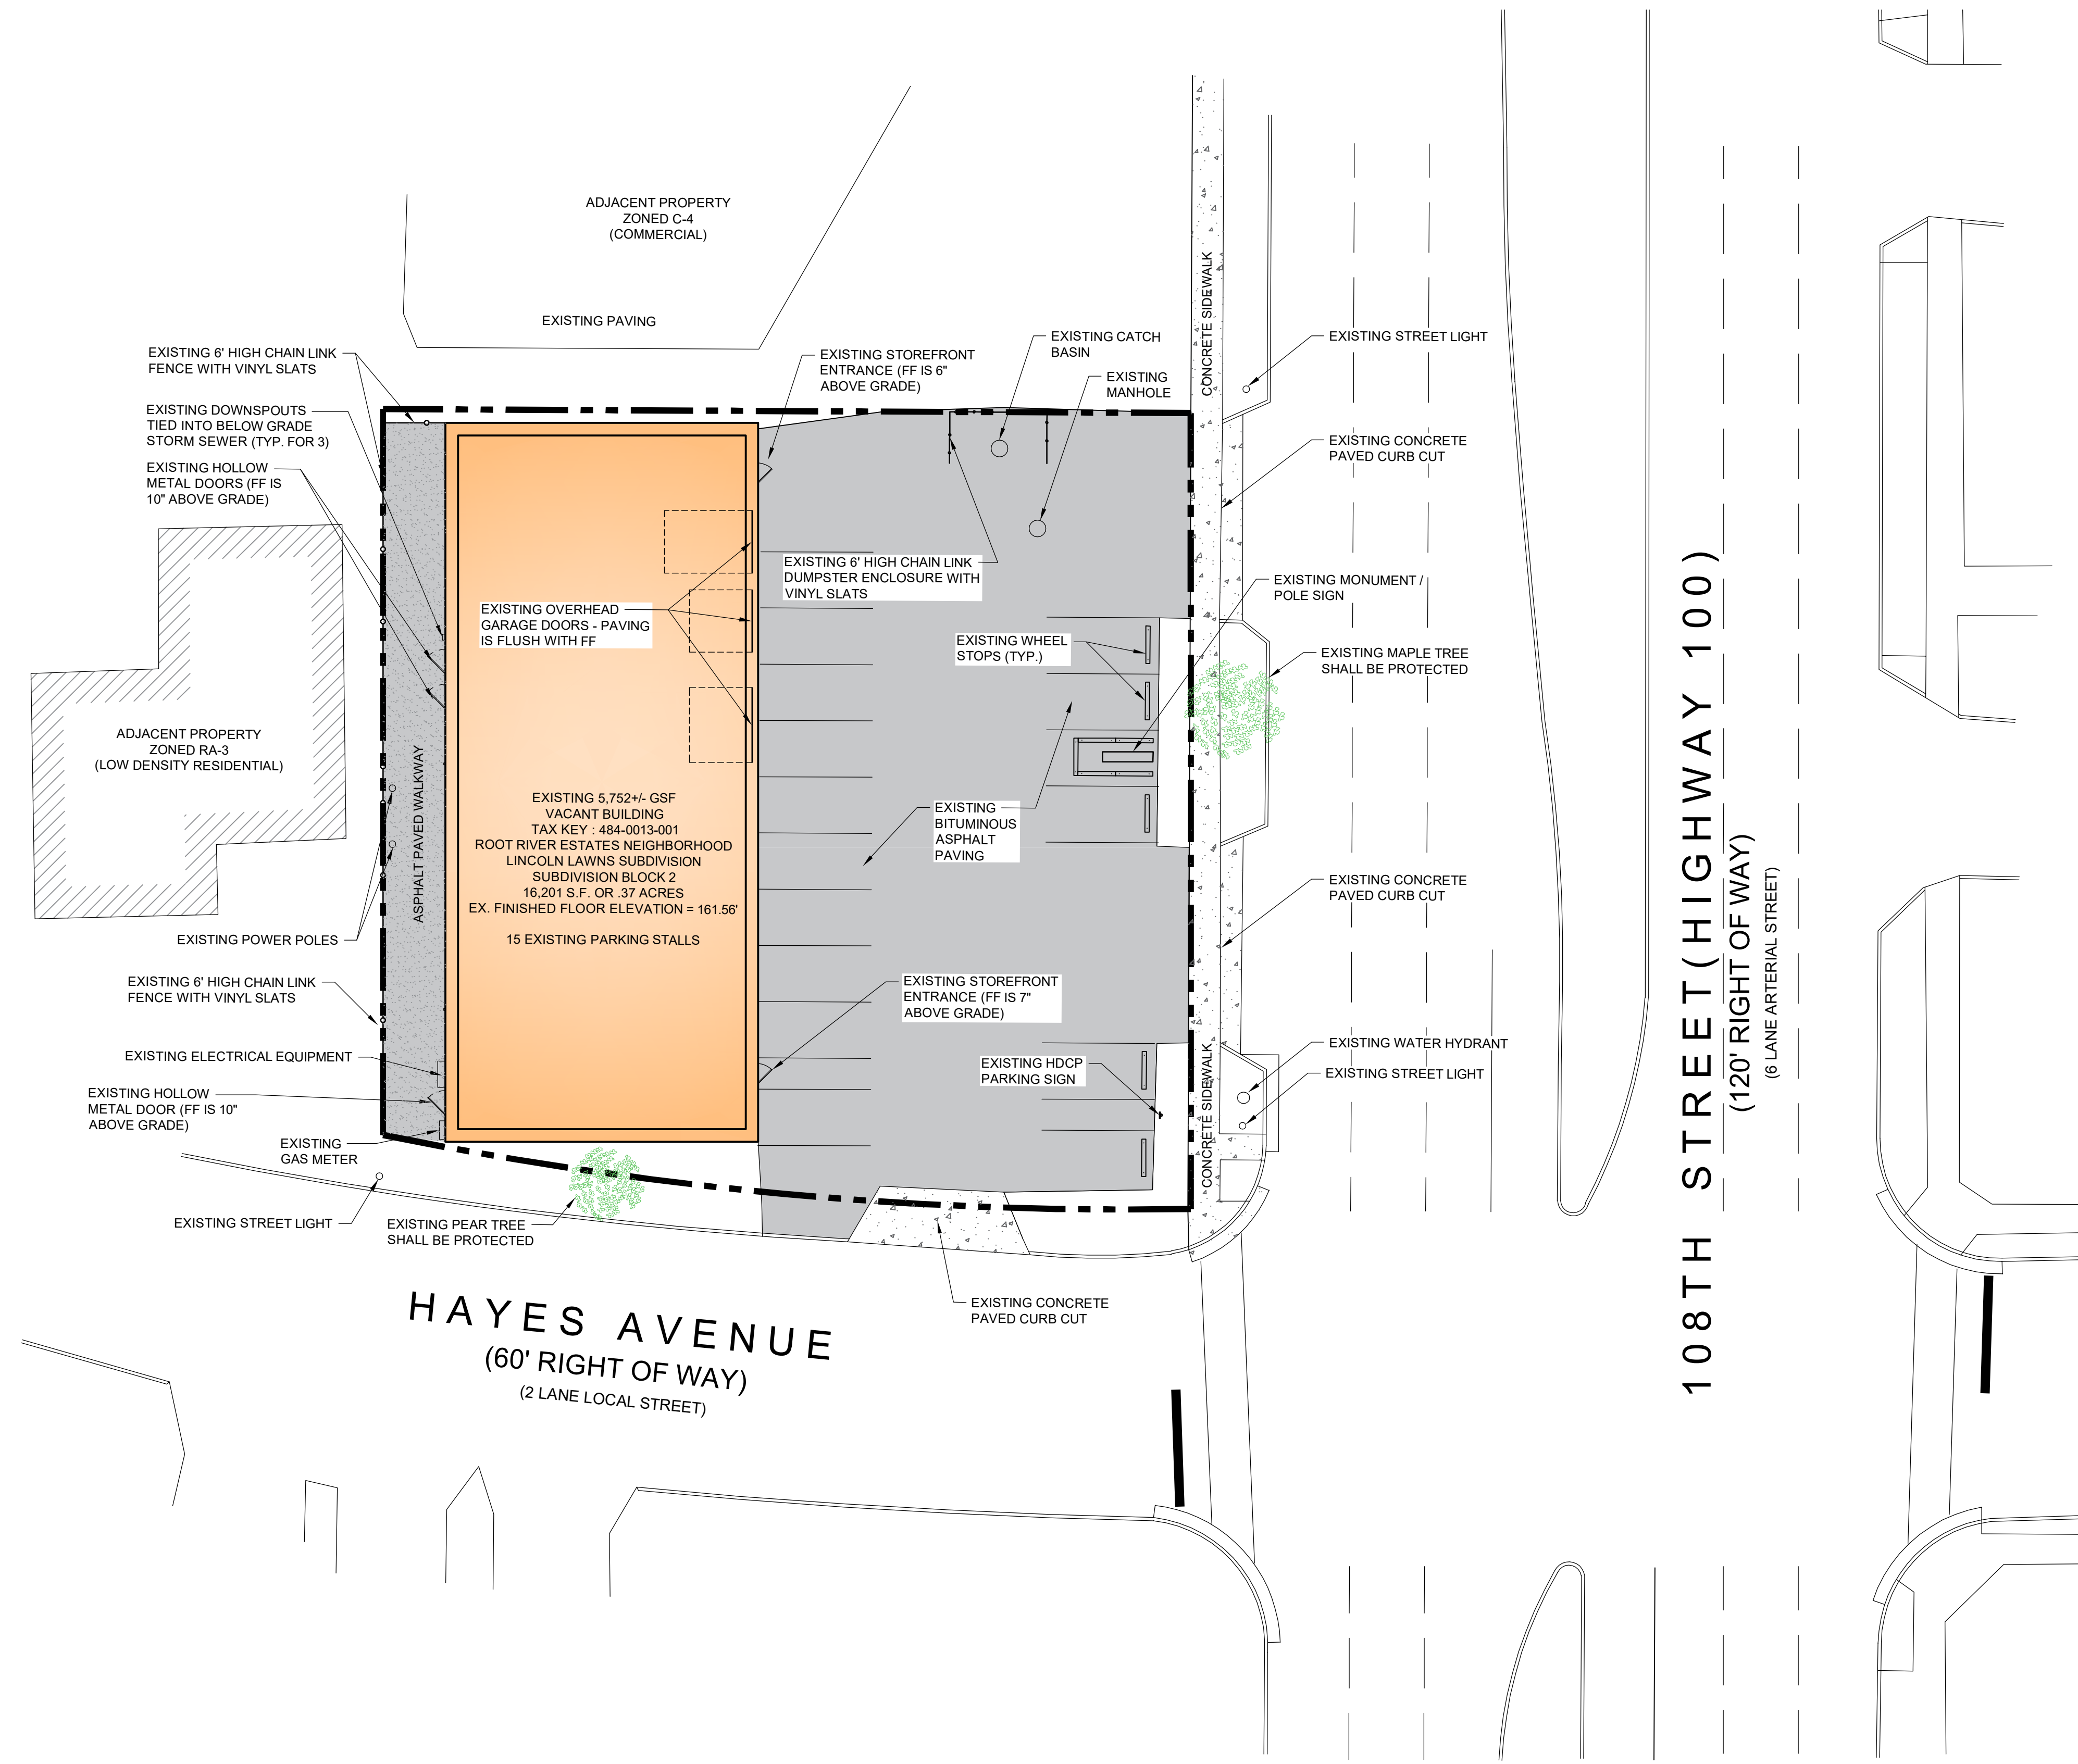 ADJACENT PROPERTY
ZONED C-4
(COMMERCIAL)
EXISTING PAVING
EXISTING 6' HIGH CHAIN LINK
FENCE WITH VINYL SLATS
EXISTING DOWNSPOUTS
TIED INTO BELOW GRADE
STORM SEWER (TYP. FOR 3)
EXISTING HOLLOW
METAL DOORS (FF IS
10" ABOVE GRADE)
EXISTING STOREFRONT
ENTRANCE (FF IS 6"
ABOVE GRADE)
EXISTING CATCH
BASIN
EXISTING
MANHOLE
CONCRETE SIDEWALK
EXISTING STREET LIGHT
EXISTING CONCRETE
PAVED CURB CUT
EXISTING 6' HIGH CHAIN LINK
DUMPSTER ENCLOSURE WITH
VINYL SLATS
EXISTING OVERHEAD
GARAGE DOORS - PAVING
IS FLUSH WITH FF
EXISTING MONUMENT /
POLE SIGN
EXISTING WHEEL
STOPS (TYP.)
EXISTING MAPLE TREE
SHALL BE PROTECTED
ADJACENT PROPERTY
ZONED RA-3
(LOW DENSITY RESIDENTIAL)
ASPHALT PAVED WALKWAY
EXISTING 5,752+/- GSF
VACANT BUILDING
TAX KEY : 484-0013-001
ROOT RIVER ESTATES NEIGHBORHOOD
LINCOLN LAWNS SUBDIVISION
SUBDIVISION BLOCK 2
16,201 S.F. OR .37 ACRES
EX. FINISHED FLOOR ELEVATION = 161.56'
15 EXISTING PARKING STALLS
EXISTING
BITUMINOUS
ASPHALT
PAVING
EXISTING CONCRETE
PAVED CURB CUT
EXISTING POWER POLES
EXISTING 6' HIGH CHAIN LINK
FENCE WITH VINYL SLATS
EXISTING STOREFRONT
ENTRANCE (FF IS 7"
ABOVE GRADE)
EXISTING ELECTRICAL EQUIPMENT
EXISTING HDCP
PARKING SIGN
CONCRETE SIDEWALK
EXISTING WATER HYDRANT
EXISTING STREET LIGHT
EXISTING HOLLOW
METAL DOOR (FF IS 10"
ABOVE GRADE)
EXISTING
GAS METER
EXISTING STREET LIGHT
EXISTING PEAR TREE
SHALL BE PROTECTED
EXISTING CONCRETE
PAVED CURB CUT
HAYES AVENUE
(60' RIGHT OF WAY)
(2 LANE LOCAL STREET)
108TH STREET(HIGHWAY 100)
(120' RIGHT OF WAY)
(6 LANE ARTERIAL STREET)